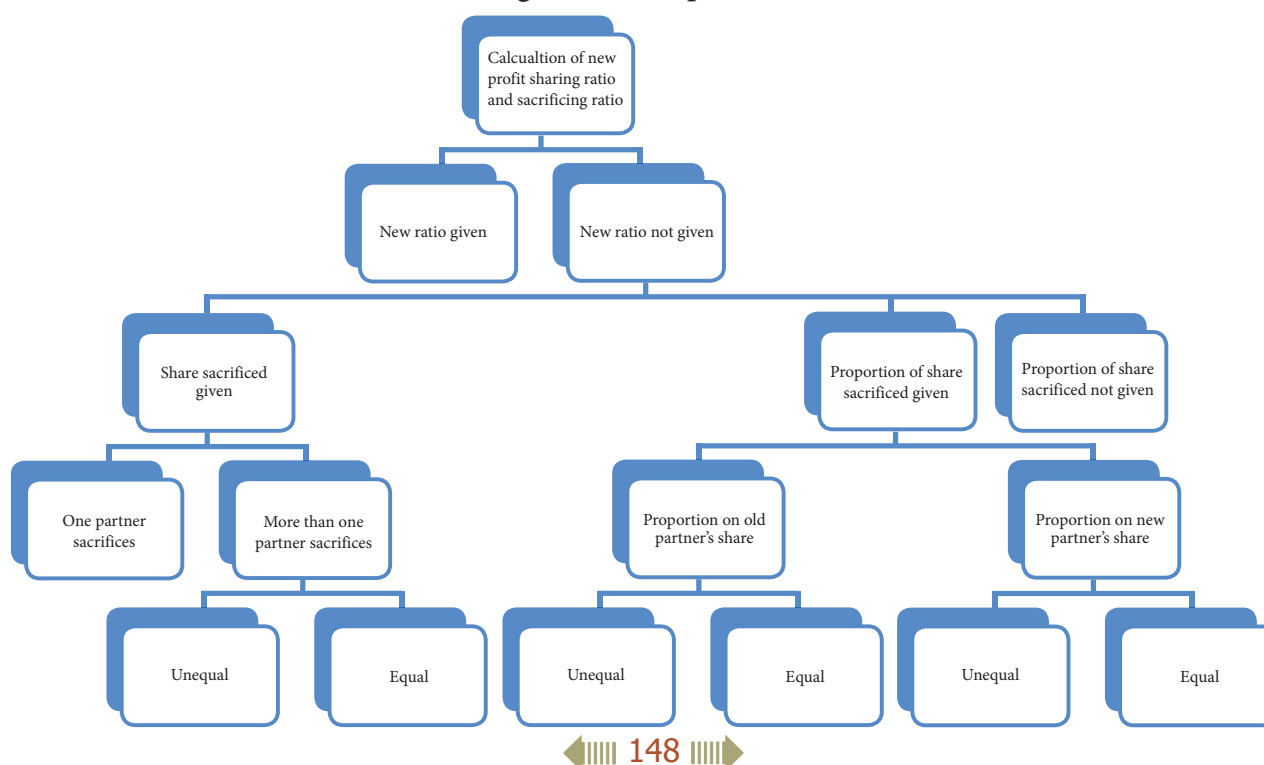 Calcualtion of new
profit sharing ratio
and sacrificing ratio
New ratio given
New ratio not given
Share sacrificed
given
Proportion of share
sacrificed given
Proportion of share
sacrificed not given
One partner
sacrifices
More than one
partner sacrifices
Proportion on old
partner's share
Proportion on new
partner's share
Unequal
Equal
Unequal
Equal
Unequal
Equal
148